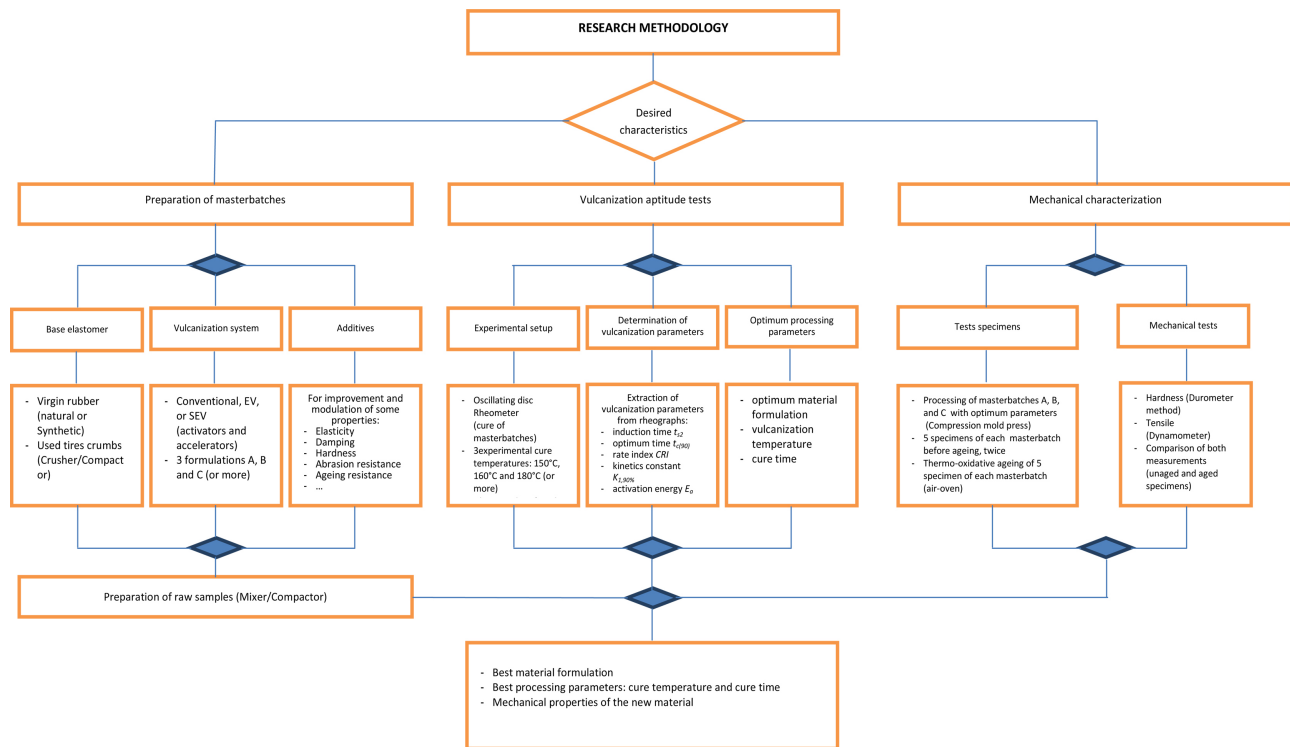 RESEARCH METHODOLOGY
Desired
characteristics
Preparation of masterbatches
Vulcanization aptitude tests
Mechanical characterization
Base elastomer
Vulcanization system
Additives
Experimental setup
Determination of
vulcanization parameters
Optimum processing
parameters
Tests specimens
Mechanical tests
- Virgin rubber
(natural or
Synthetic)
- Used tires crumbs
(Crusher/Compact
or)
- Conventional, EV,
or SEV
(activators and
accelerators)
- 3 formulations A, B
and C (or more)
For improvement and
modulation of some
properties:
- Elasticity
- Damping
- Hardness
- Abrasion resistance
- Ageing resistance
- ...
- Oscillating disc
Rheometer
(cure of
masterbatches)
- 3experimental cure
temperatures: 150°C,
160°C and 180°C (or
more)
Extraction of
vulcanization parameters
from rheographs:
- induction time ts2
- optimum time tc(90)
- rate index CRI
- kinetics constant
K1,90%
- activation energy Ea
- optimum material
formulation
- vulcanization
temperature
- cure time
- Processing of masterbatches A, B,
and C with optimum parameters
(Compression mold press)
- 5 specimens of each masterbatch
before ageing, twice
- Thermo-oxidative ageing of 5
specimen of each masterbatch
(air-oven)
- Hardness (Durometer
method)
- Tensile
(Dynamometer)
- Comparison of both
measurements
(unaged and aged
specimens)
Preparation of raw samples (Mixer/Compactor)
- Best material formulation
- Best processing parameters: cure temperature and cure time
- Mechanical properties of the new material